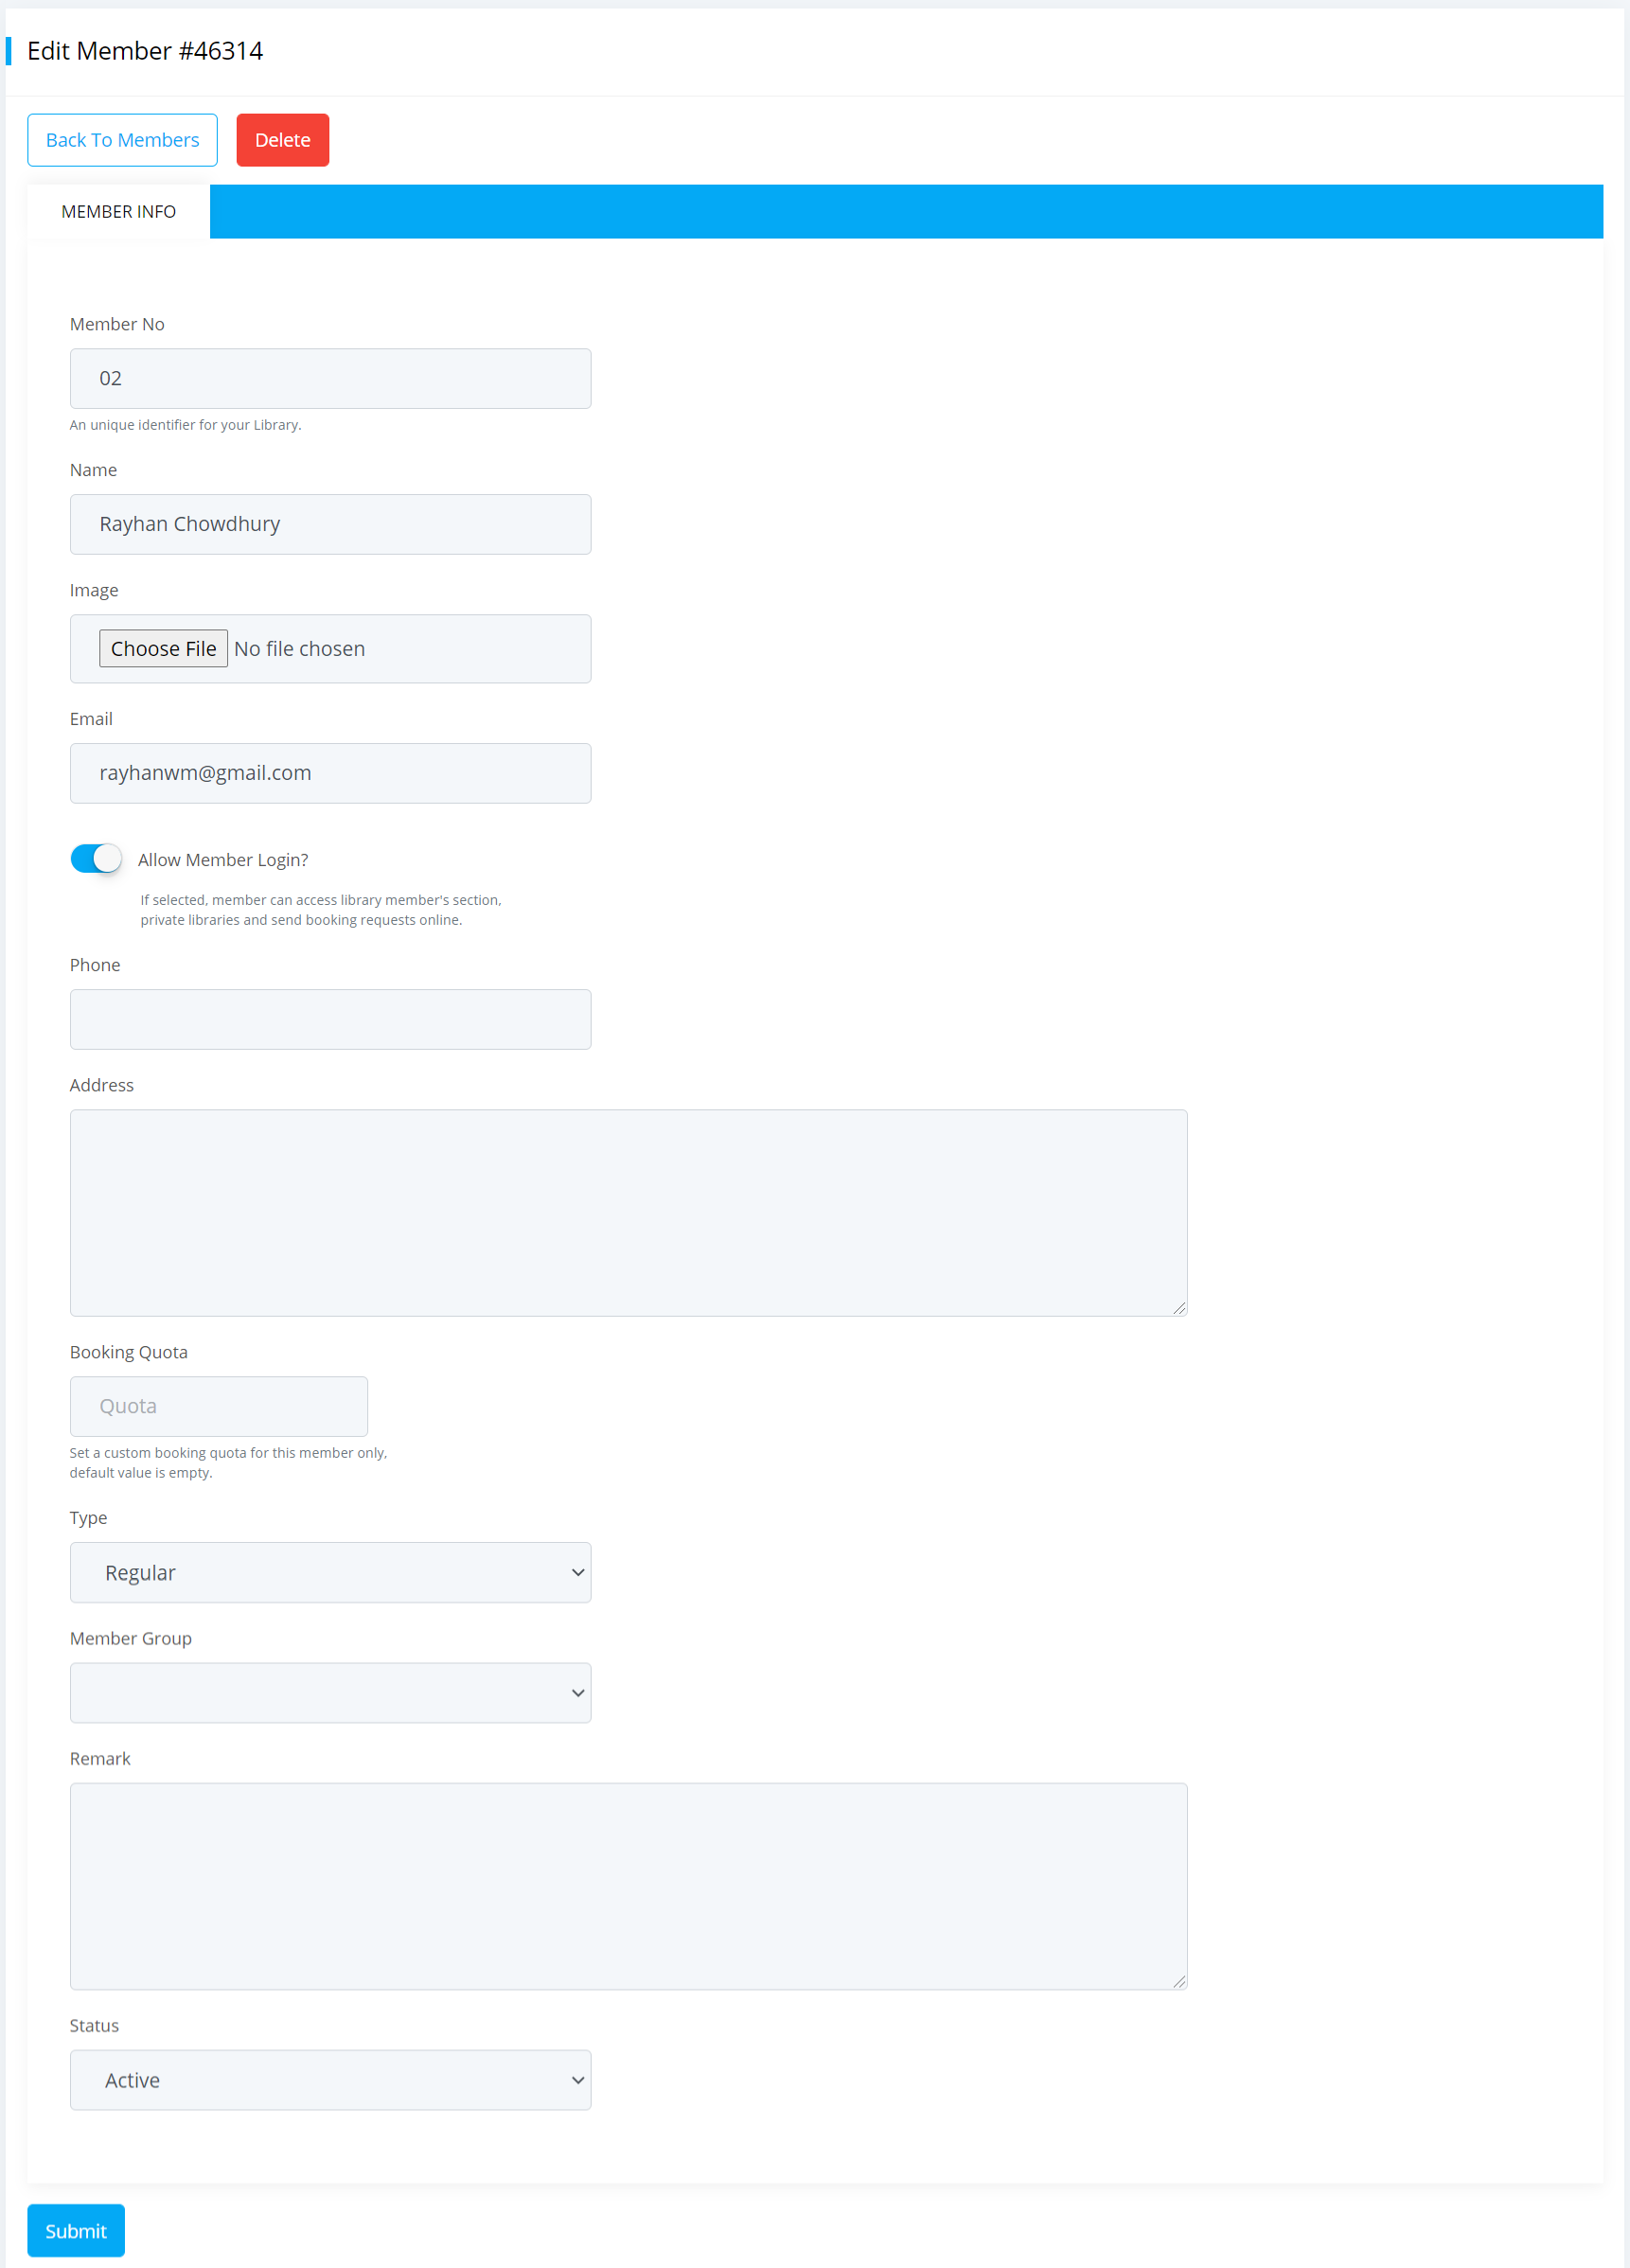 Edit Member #46314
Back To Members Delete
MEMBER INFO
Member No
02
An unique identifier for your Library.
Name
Rayhan Chowdhury
Image
Choose File No file chosen
Email
rayhanwm@gmail.com
Allow Member Login?
If selected, member can access library member's section,
private libraries and send booking requests online.
Phone
Address
Booking Quota
Quota
Set a custom booking quota for this member only,
default value is empty.
Type
Regular
Member Group
Remark
Status
Active
Submit